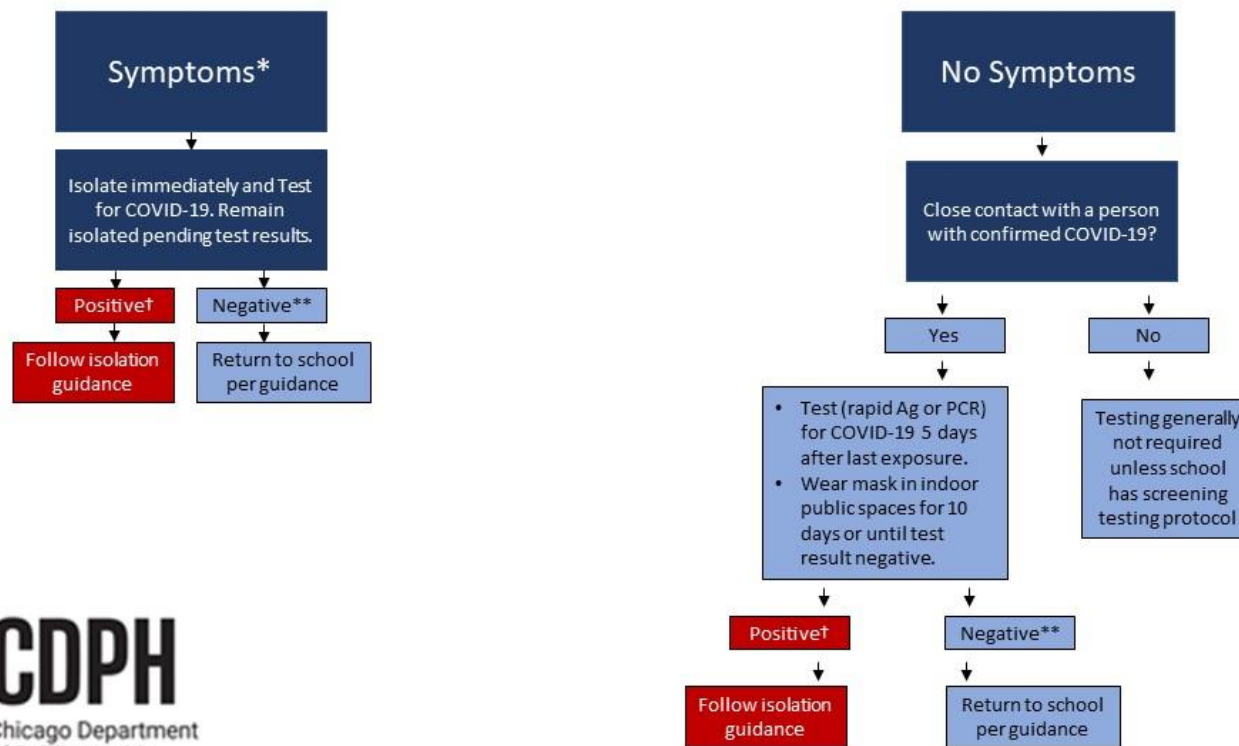 Symptoms*
Isolate immediately and Test
for COVID-19. Remain
isolated pending test results.
Positive†
Negative**
Follow isolation
guidance
Return to school
per guidance
No Symptoms
Close contact with a person
with confirmed COVID-19?
Yes
No
• Test (rapid Ag or PCR)
for COVID-19 5 days
after last exposure.
• Wear mask in indoor
public spaces for 10
days or until test
result negative.
Testing generally
not required
unless school
has screening
testing protocol
Positive†
Negative**
Follow isolation
guidance
Return to school
per guidance
CDPH
Chicago Department